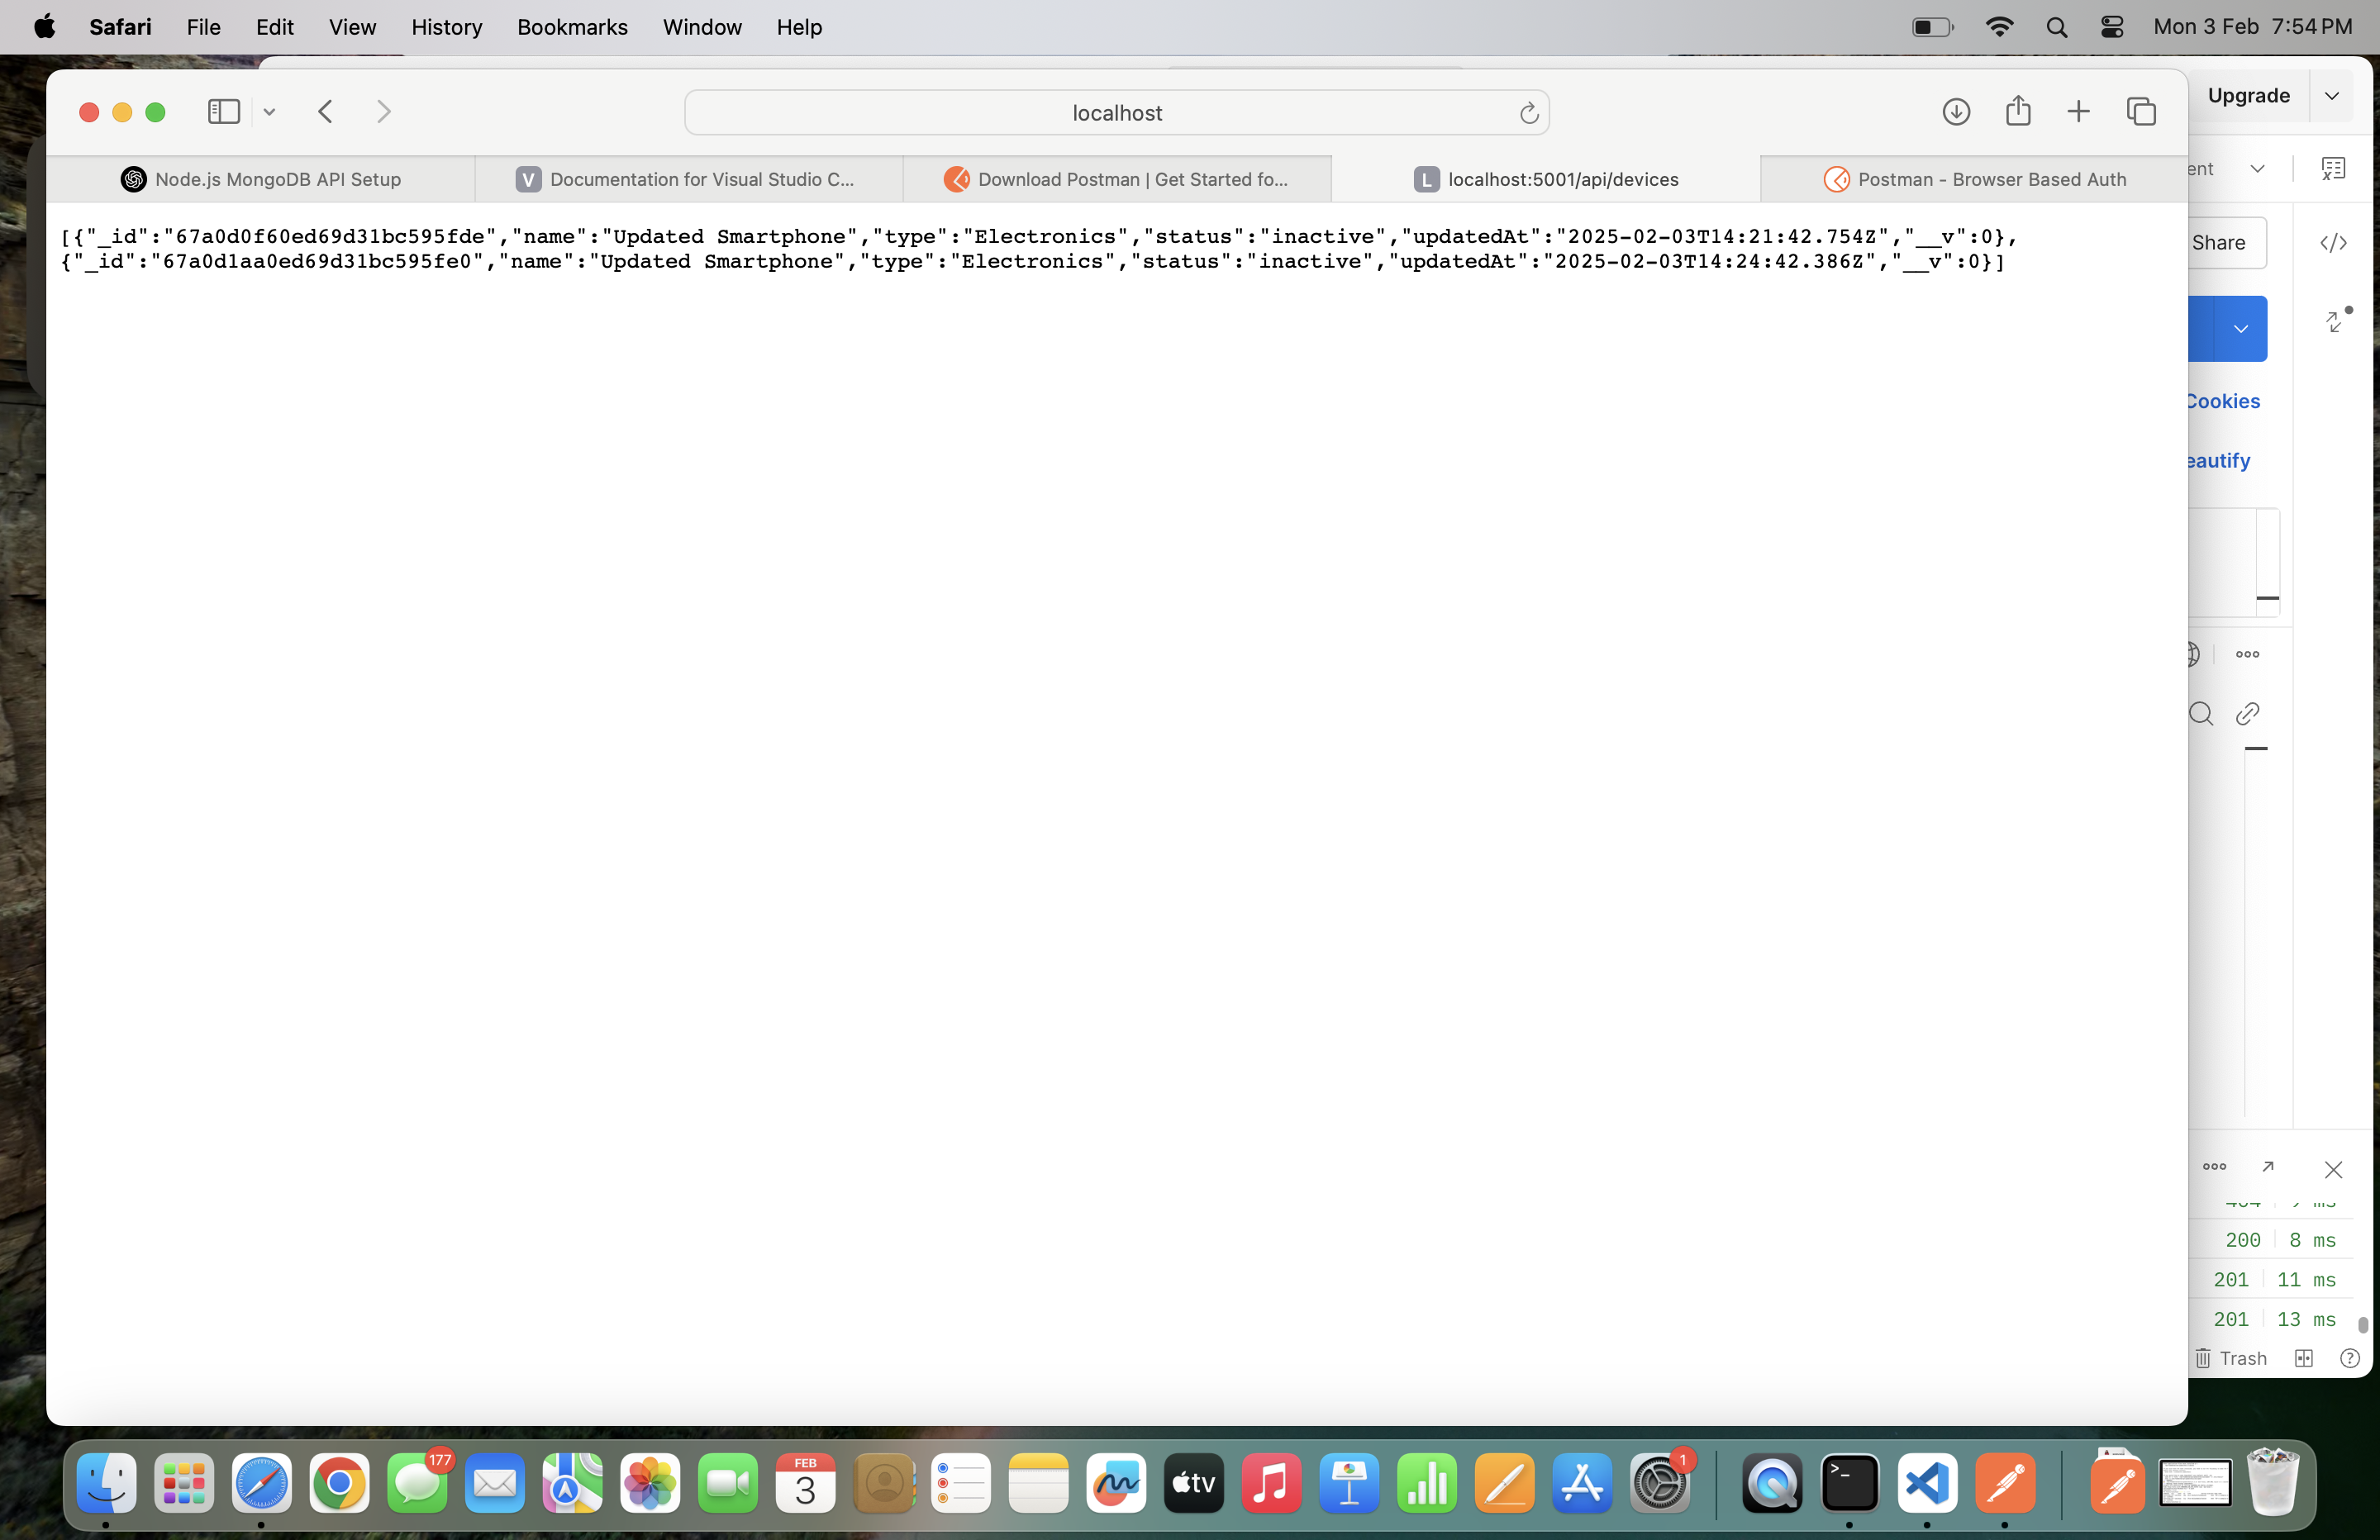 Safari File Edit View History Bookmarks Window Help Mon 3 Feb 7:54 PM
Upgrade
localhost
Node.js MongoDB API Setup
V Documentation for Visual Studio C...
Download Postman | Get Started fo...
L localhost:5001/api/devices
Postman - Browser Based Auth
ent
[{"_id":"67a0d0f60ed69d31bc595fde","name":"Updated Smartphone","type":"Electronics","status":"inactive","updatedAt":"2025-02-03T14:21:42.754Z","__v":0},
{"_id":"67a0d1aa0ed69d31bc595fe0","name":"Updated Smartphone","type":"Electronics","status":"inactive","updatedAt":"2025-02-03T14:24:42.386Z","__v":0}]
Share
</>
Cookies
eautify
200 8 ms
201 11 ms
201 13 ms
Trash
177
FEB
3
tv
1
>_